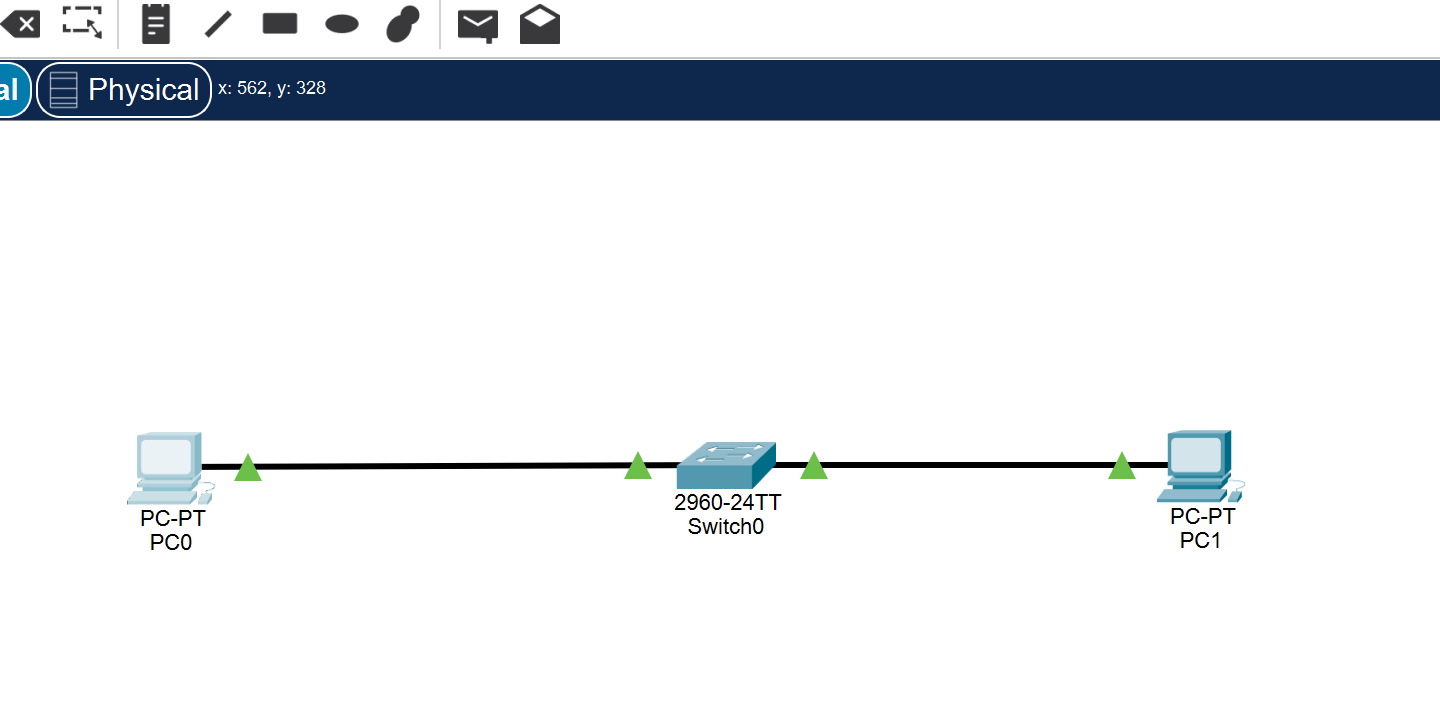 al
Physical
x: 562, y: 328
PC-PT
PC0
2960-24TT
Switch0
PC-PT
PC1